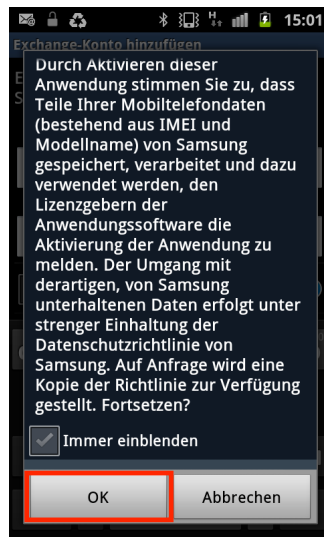 15:01
Exchange-Konto hinzufügen
Durch Aktivieren dieser
Anwendung stimmen Sie zu, dass
Teile Ihrer Mobiltelefondaten
(bestehend aus IMEI und
Modellname) von Samsung
gespeichert, verarbeitet und dazu
verwendet werden, den
Lizenzgebern der
Anwendungssoftware die
Aktivierung der Anwendung zu
melden. Der Umgang mit
derartigen, von Samsung
unterhaltenen Daten erfolgt unter
strenger Einhaltung der
Datenschutzrichtlinie von
Samsung. Auf Anfrage wird eine
Kopie der Richtlinie zur Verfügung
gestellt. Fortsetzen?
Immer einblenden
OK Abbrechen